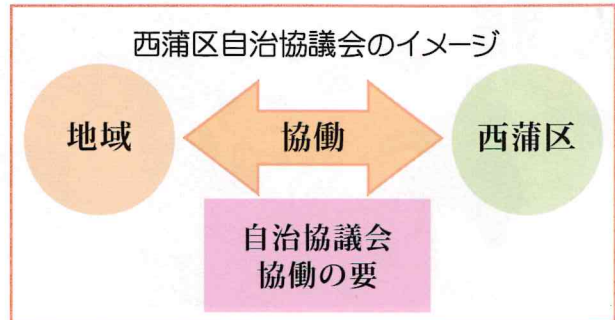 西蒲区自治協議会のイメージ
地域
協働
西蒲区
自治協議会
協働の要